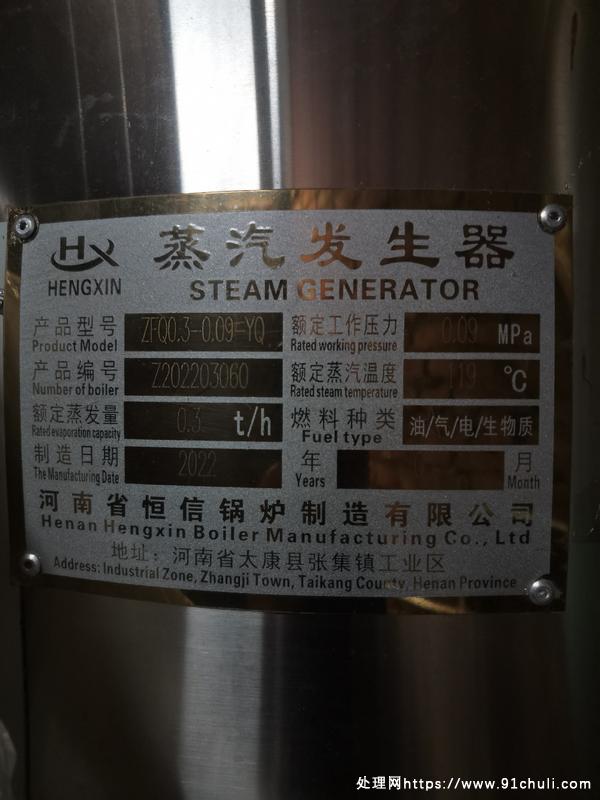 HX 蒸汽发生器
HENGXIN STEAM GENERATOR
产品型号 ZFQ0.3-0.09-YQ 额定工作压力 0.09 MPa
Product Model Rated working pressure
产品编号 Z202203060 额定蒸汽温度 119 ℃
Number of boiler Rated steam temperature
额定蒸发量 0.3 t/h 燃料种类 油/气/电/生物质
Rated evaporation capacity Fuel type
制造日期 2022 年 月
The Manufacturing Date Years Month
河南省恒信锅炉制造有限公司
Henan Hengxin Boiler Manufacturing Co., Ltd
地址：河南省太康县张集镇工业区
Address: Industrial Zone, Zhangji Town, Taikang County, Henan Province
处理网https://www.91chuli.com/